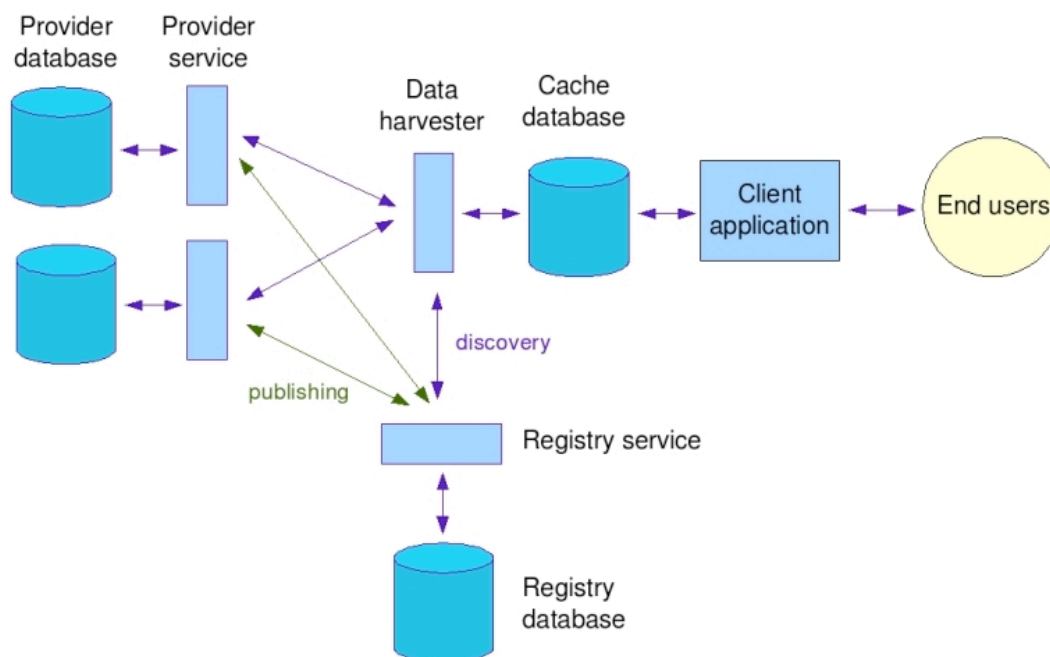 Provider
database
Provider
service
Data
harvester
Cache
database
Client
application
End users
discovery
publishing
Registry service
Registry
database